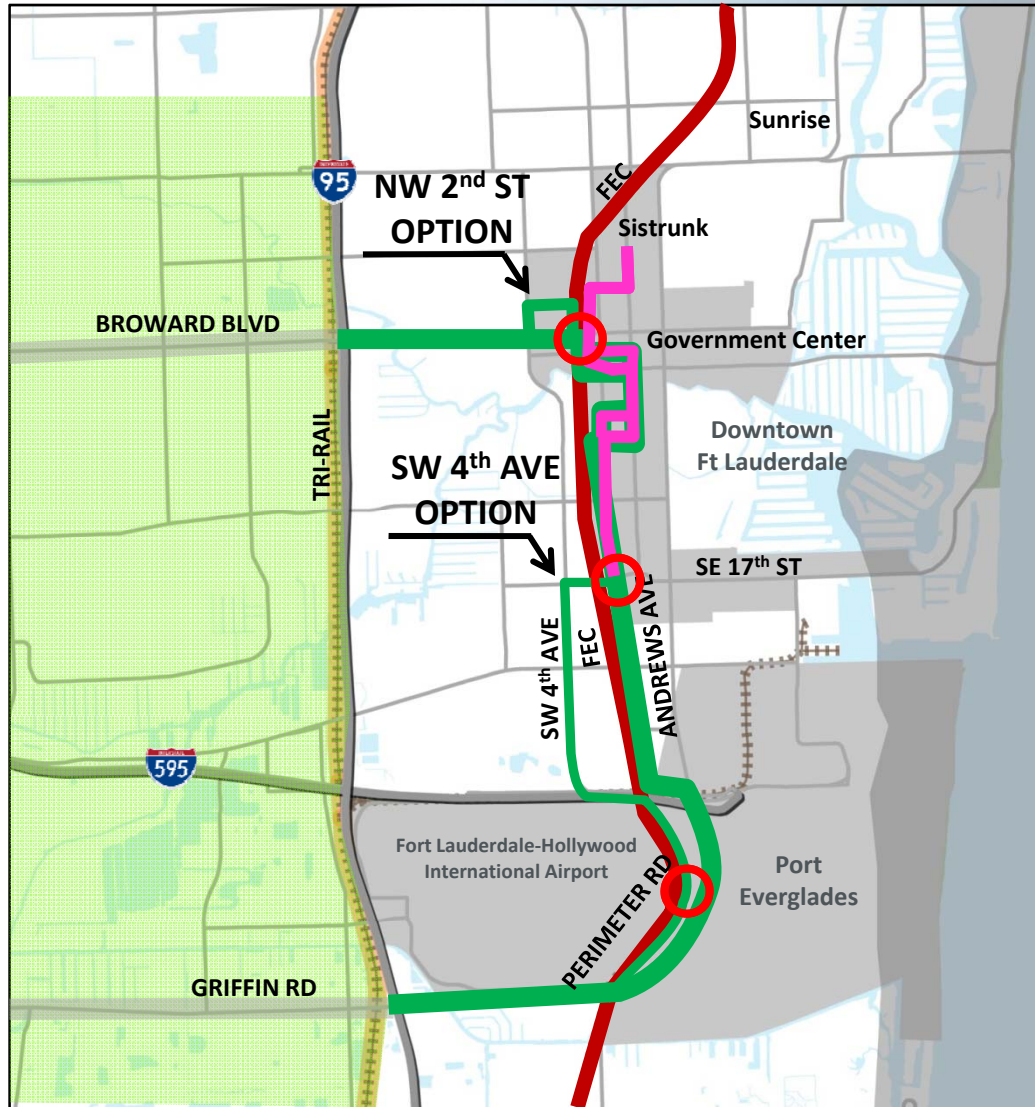 Sunrise
FEC
95
NW 2nd ST
OPTION
Sistrunk
BROWARD BLVD
Government Center
TRI-RAIL
Downtown
Ft Lauderdale
SW 4th AVE
OPTION
SE 17th ST
SW 4th AVE
FEC
ANDREWS AVE
595
Fort Lauderdale-Hollywood
International Airport
PERIMETER RD
Port
Everglades
GRIFFIN RD